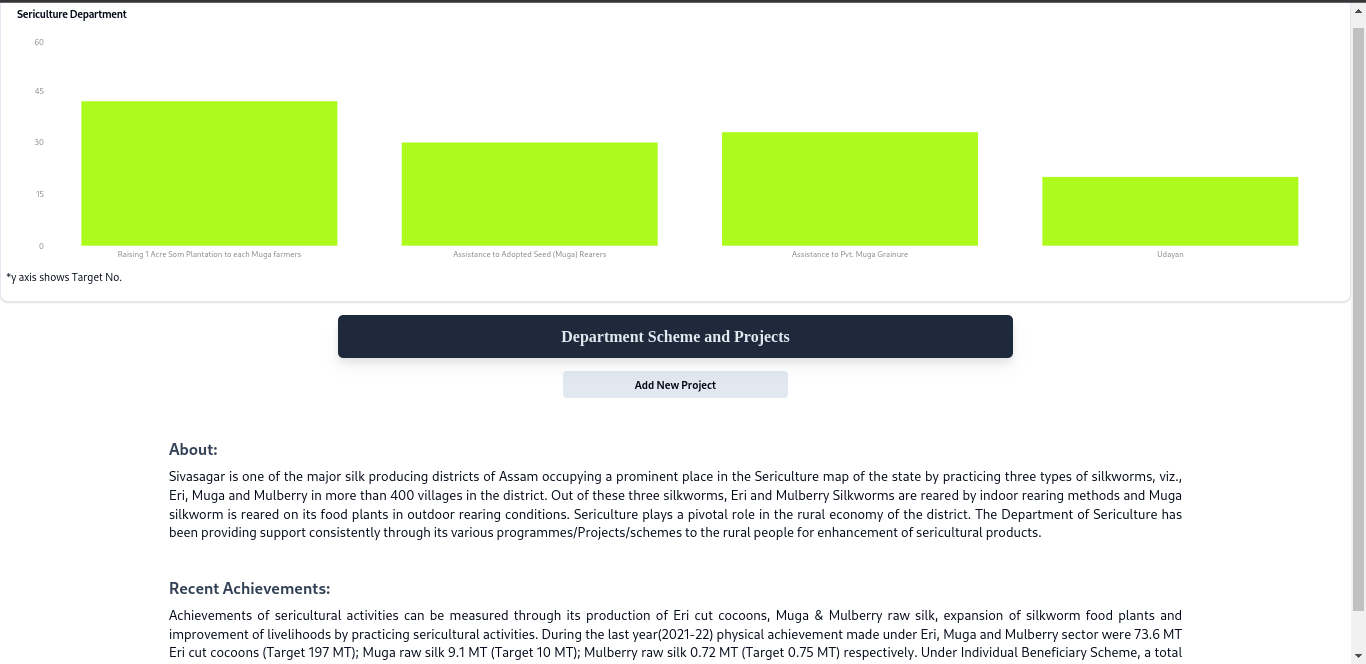 Sericulture Department
60
45
30
15
0
Raising 1 Acre Som Plantation to each Muga farmers
Assistance to Adopted Seed (Muga) Rearers
Assistance to Pvt. Muga Grainure
Udayan
*y axis shows Target No.
Department Scheme and Projects
Add New Project
About:
Sivasagar is one of the major silk producing districts of Assam occupying a prominent place in the Sericulture map of the state by practicing three types of silkworms, viz.,
Eri, Muga and Mulberry in more than 400 villages in the district. Out of these three silkworms, Eri and Mulberry Silkworms are reared by indoor rearing methods and Muga
silkworm is reared on its food plants in outdoor rearing conditions. Sericulture plays a pivotal role in the rural economy of the district. The Department of Sericulture has
been providing support consistently through its various programmes/Projects/schemes to the rural people for enhancement of sericultural products.
Recent Achievements:
Achievements of sericultural activities can be measured through its production of Eri cut cocoons, Muga & Mulberry raw silk, expansion of silkworm food plants and
improvement of livelihoods by practicing sericultural activities. During the last year(2021-22) physical achievement made under Eri, Muga and Mulberry sector were 73.6 MT
Eri cut cocoons (Target 197 MT); Muga raw silk 9.1 MT (Target 10 MT); Mulberry raw silk 0.72 MT (Target 0.75 MT) respectively. Under Individual Beneficiary Scheme, a total